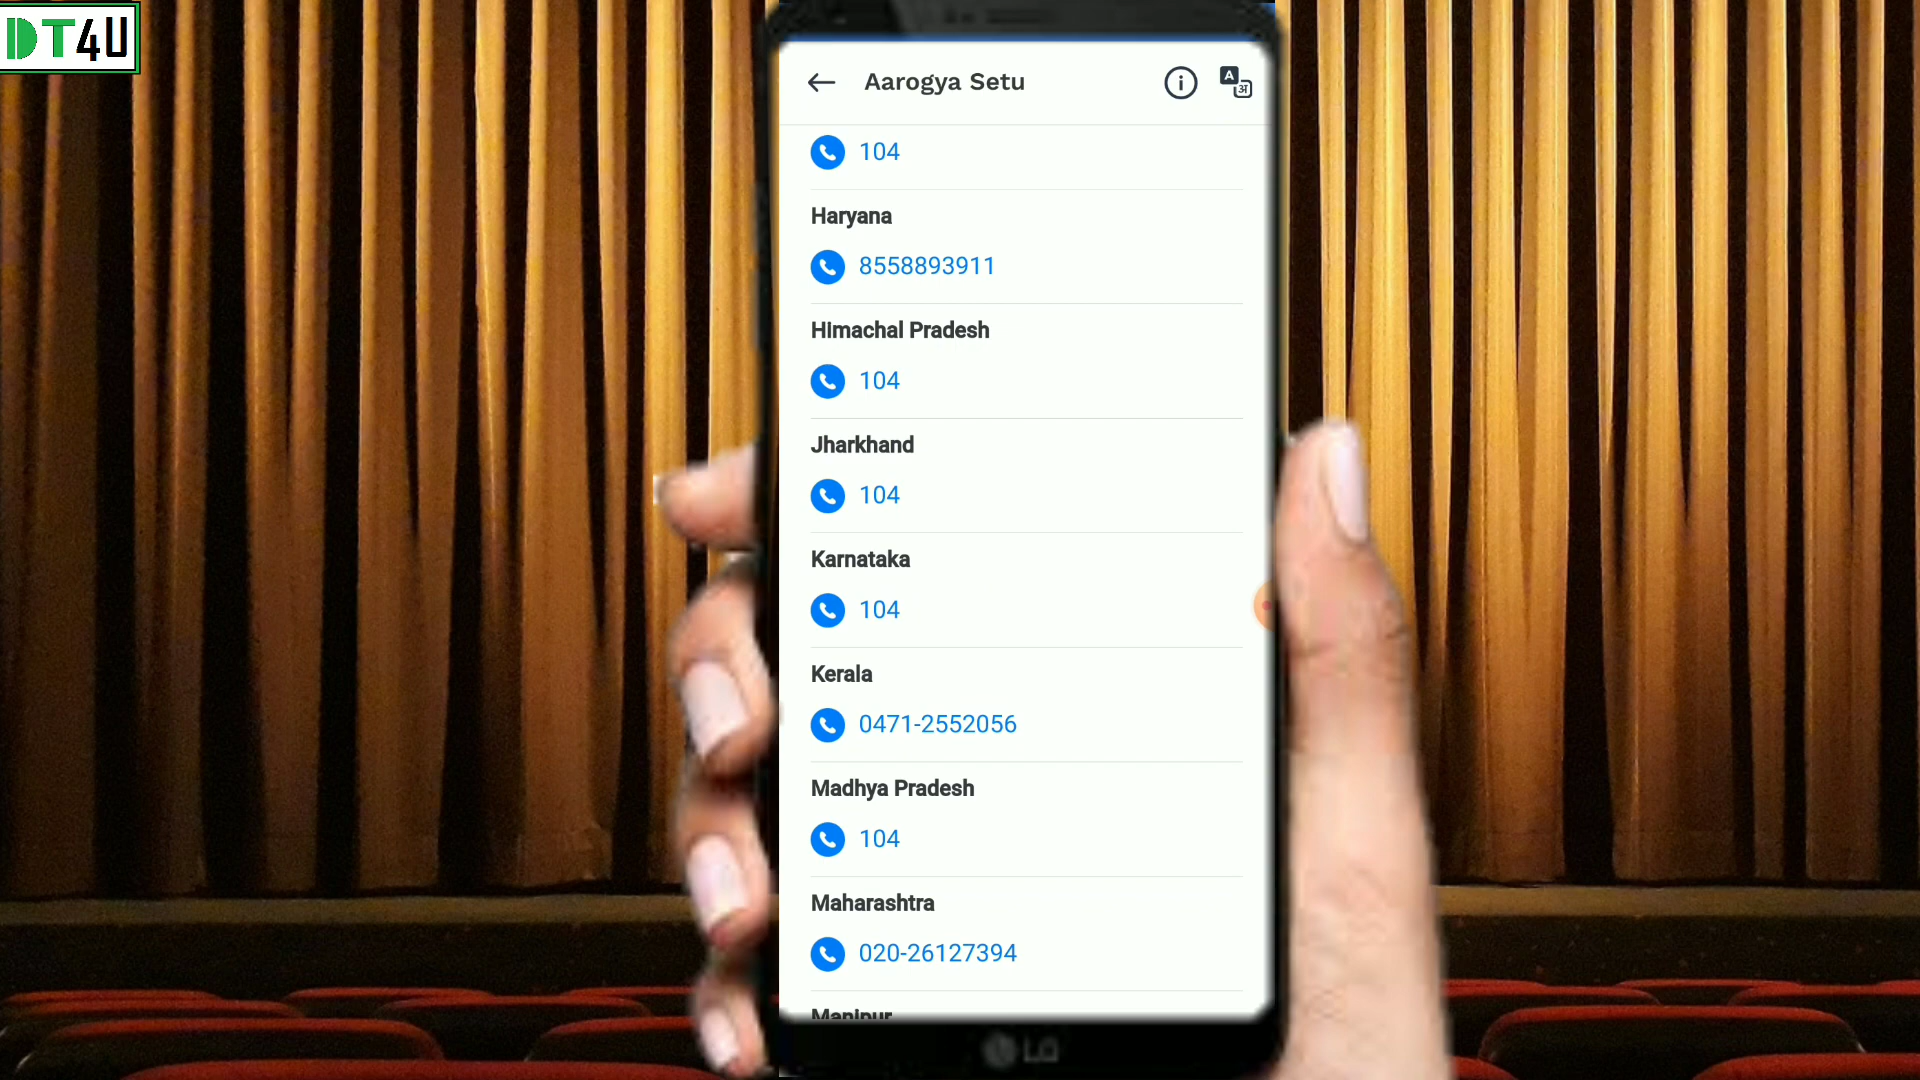 DT4U
Aarogya Setu
104
Haryana
8558893911
Himachal Pradesh
104
Jharkhand
104
Karnataka
104
Kerala
0471-2552056
Madhya Pradesh
104
Maharashtra
020-26127394
Manipur
LG